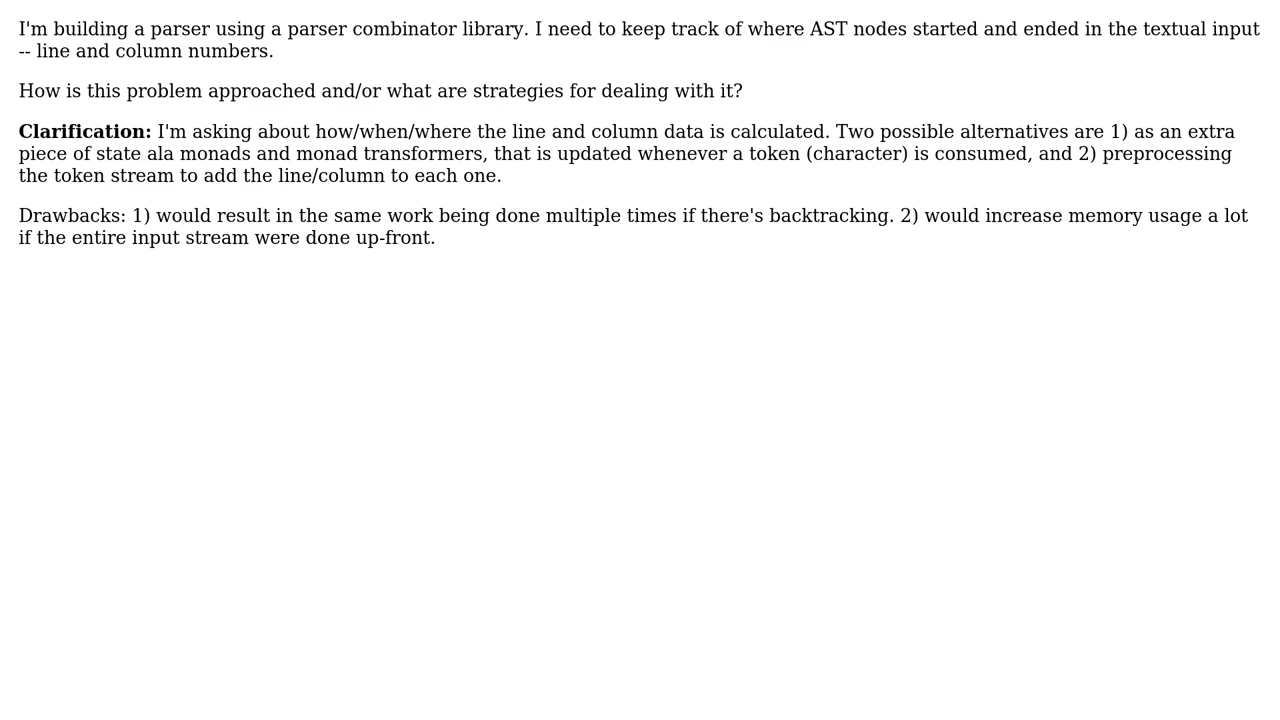 I'm building a parser using a parser combinator library. I need to keep track of where AST nodes started and ended in the textual input
-- line and column numbers.
How is this problem approached and/or what are strategies for dealing with it?
Clarification: I'm asking about how/when/where the line and column data is calculated. Two possible alternatives are 1) as an extra
piece of state ala monads and monad transformers, that is updated whenever a token (character) is consumed, and 2) preprocessing
the token stream to add the line/column to each one.
Drawbacks: 1) would result in the same work being done multiple times if there's backtracking. 2) would increase memory usage a lot
if the entire input stream were done up-front.